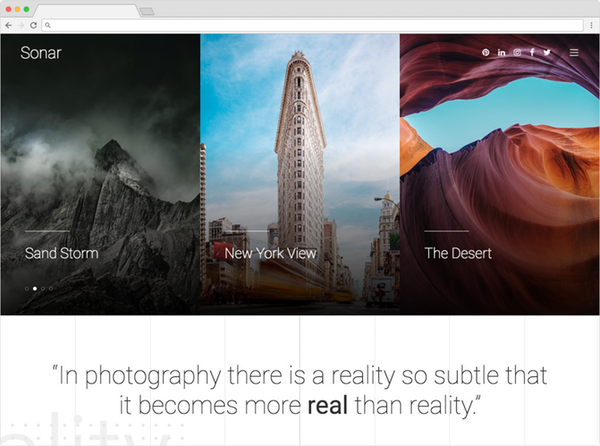 Sonar
Sand Storm
New York View
The Desert
“In photography there is a reality so subtle that
it becomes more real than reality.”
ality